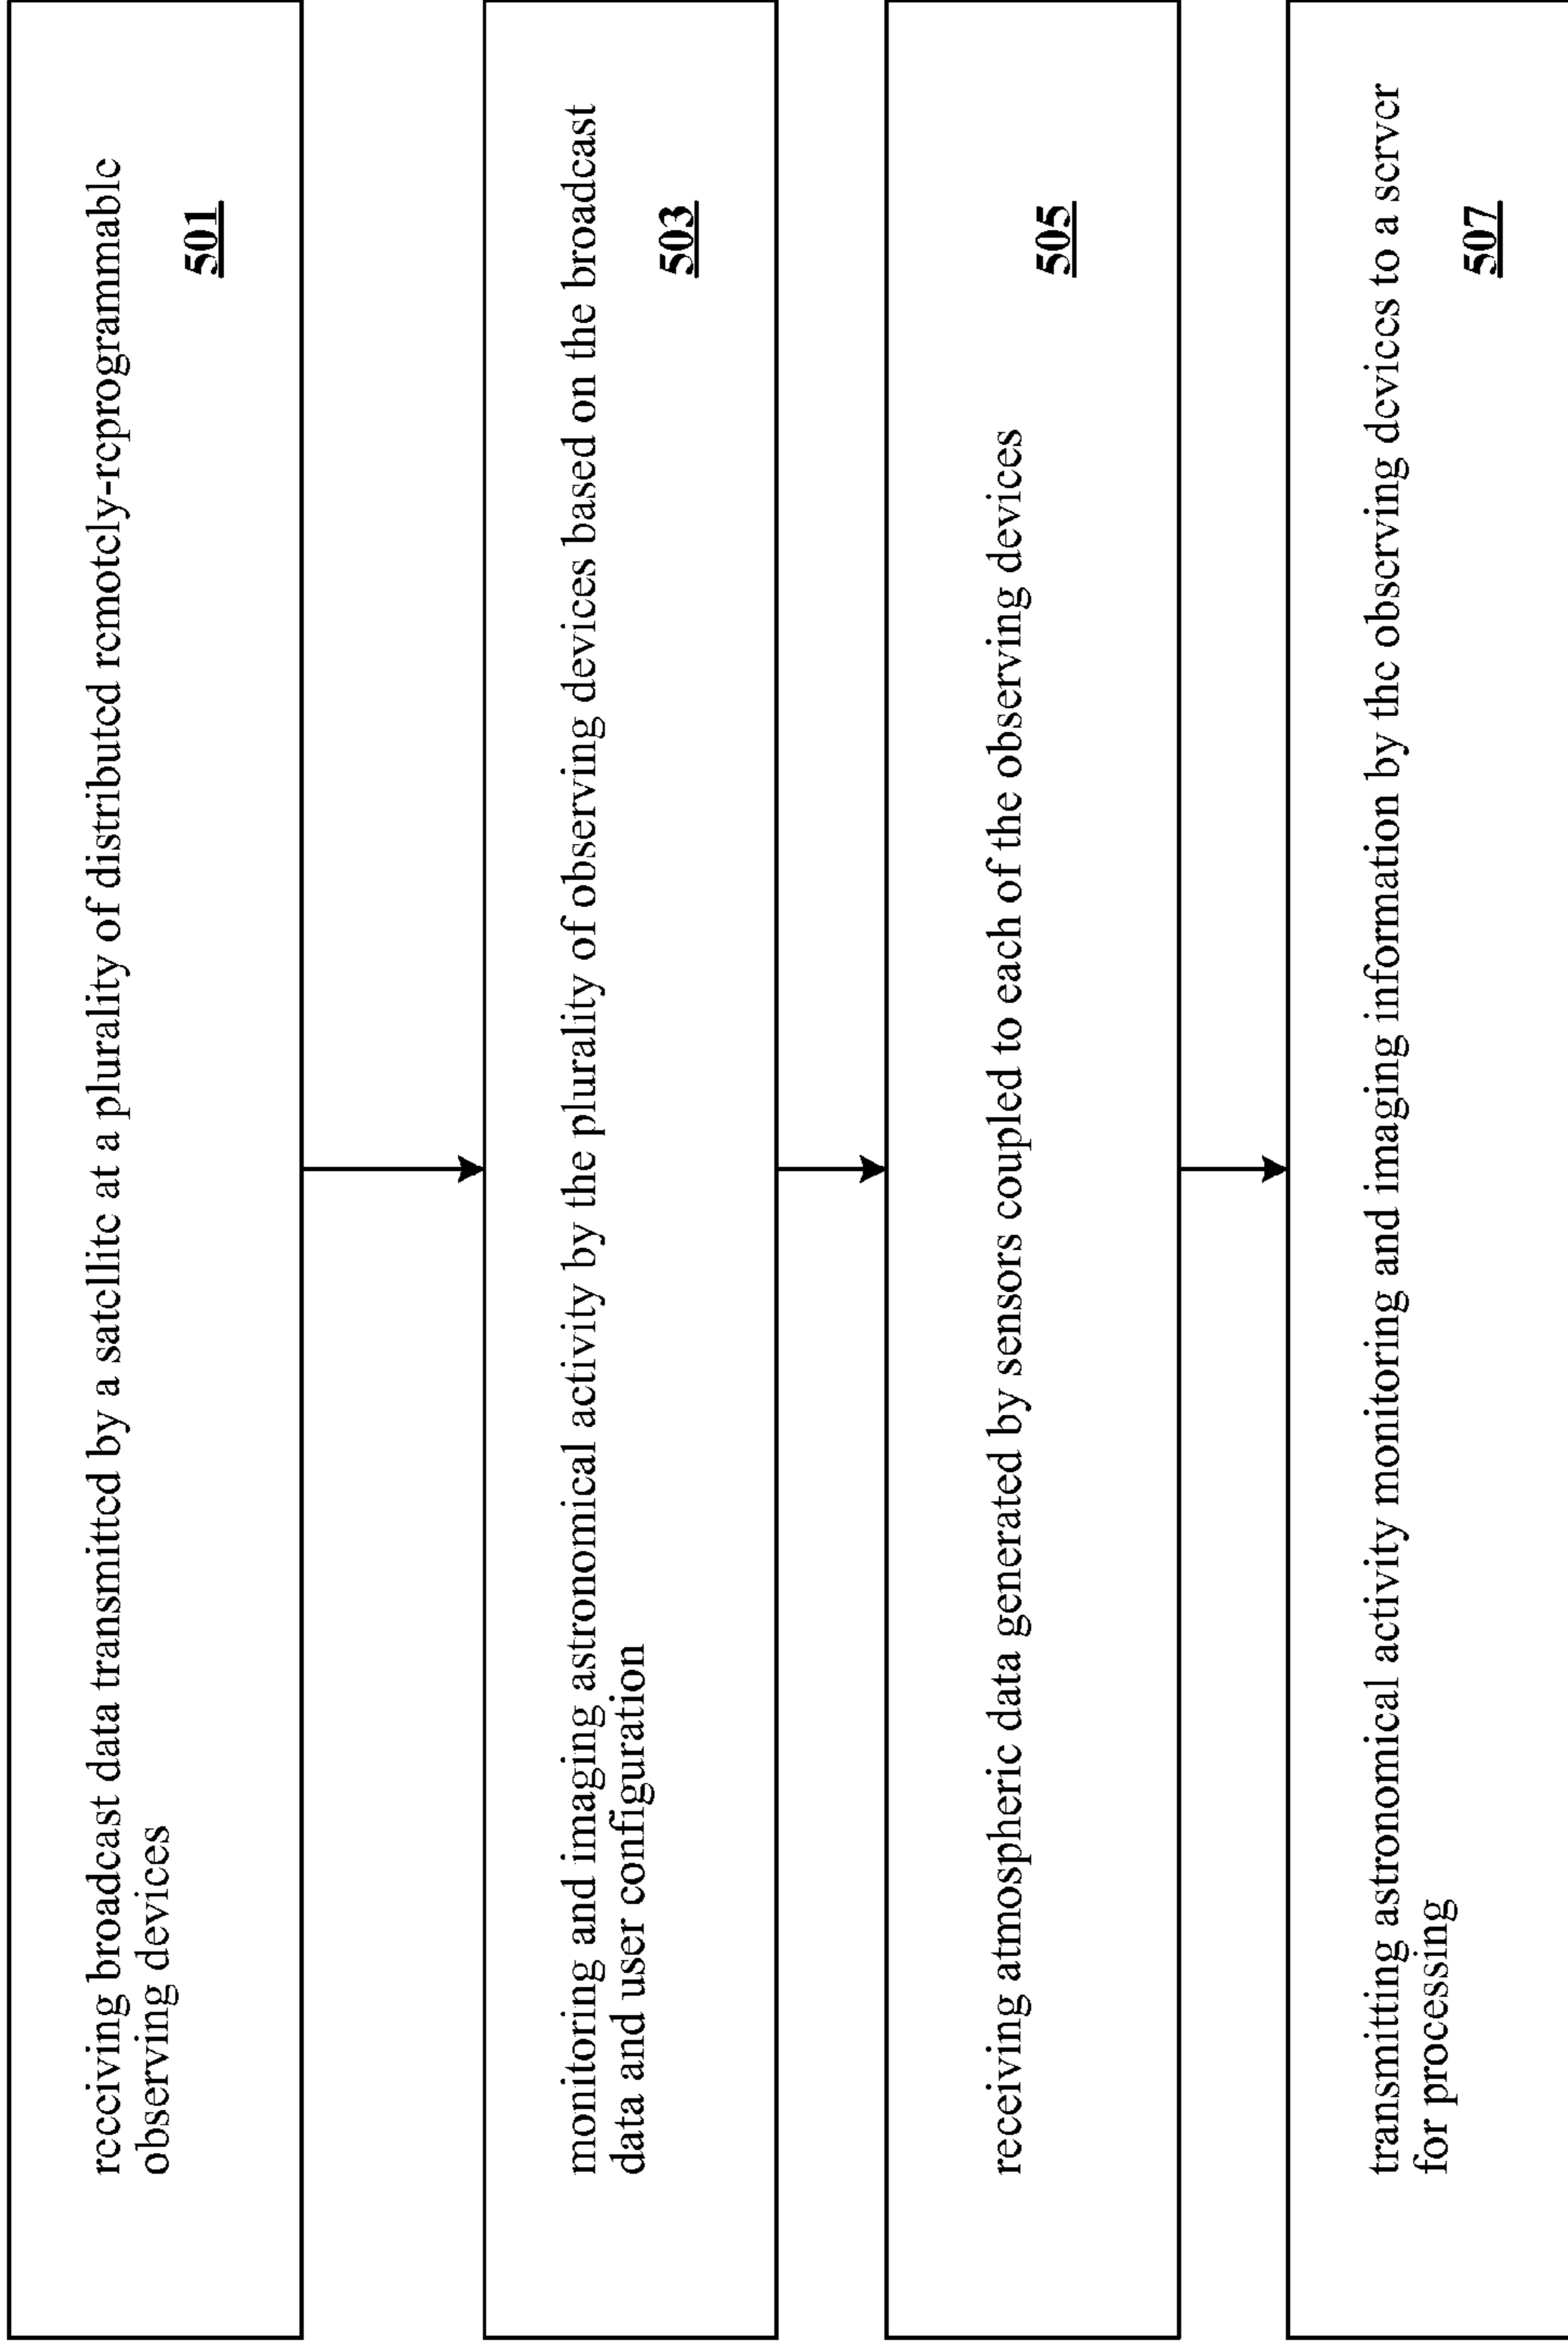 receiving broadcast data transmitted by a satellite at a plurality of distributed remotely-reprogrammable
observing devices
501
monitoring and imaging astronomical activity by the plurality of observing devices based on the broadcast
data and user configuration
503
receiving atmospheric data generated by sensors coupled to each of the observing devices
505
transmitting astronomical activity monitoring and imaging information by the observing devices to a server
for processing
507